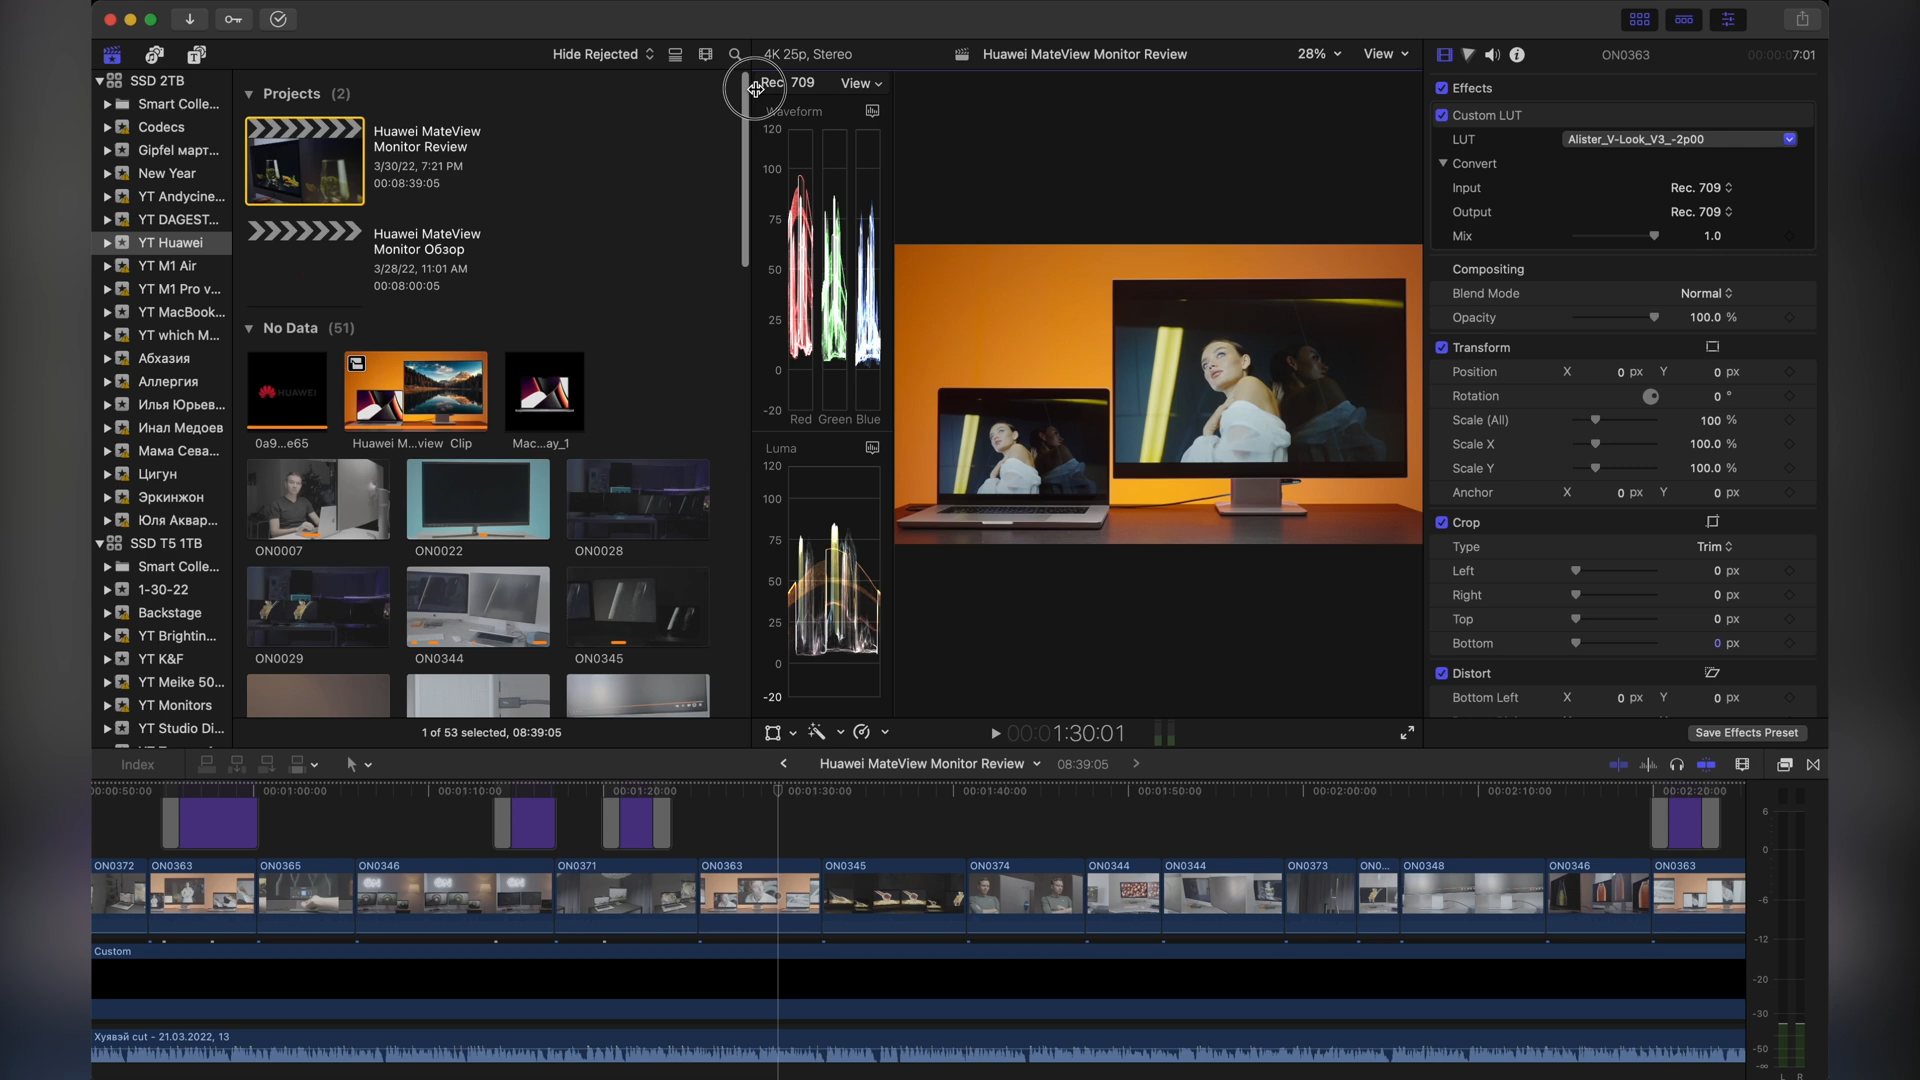 Hide Rejected
4K 25p, Stereo
Huawei MateView Monitor Review
28%
View
ON0363
00:00:07:01
SSD 2TB
Smart Colle...
Codecs
Gipfel март...
New Year
YT Andycine...
YT DAGEST...
YT Huawei
YT M1 Air
YT M1 Pro v...
YT MacBook...
YT which M...
Абхазия
Аллергия
Илья Юрьев...
Инал Медоев
Мама Сева...
Цигун
Эркинжон
Юля Аквар...
SSD T5 1TB
Smart Colle...
1-30-22
Backstage
YT Brightin...
YT K&F
YT Meike 50...
YT Monitors
YT Studio Di...
Projects (2)
Huawei MateView
Monitor Review
3/30/22, 7:21 PM
00:08:39:05
Huawei MateView
Monitor Обзор
3/28/22, 11:01 AM
00:08:00:05
No Data (51)
HUAWEI
0a9...e65
Huawei M...view Clip
Mac...ay_1
ON0007
ON0022
ON0028
ON0029
ON0344
ON0345
1 of 53 selected, 08:39:05
Rec 709
View
Waveform
120
100
75
50
25
0
-20
Red Green Blue
Luma
120
100
75
50
25
0
-20
00:01:30:01
Effects
Custom LUT
LUT
Alister_V-Look_V3_-2p00
Convert
Input
Rec. 709
Output
Rec. 709
Mix
1.0
Compositing
Blend Mode
Normal
Opacity
100.0 %
Transform
Position
X 0 px Y 0 px
Rotation
0 °
Scale (All)
100 %
Scale X
100.0 %
Scale Y
100.0 %
Anchor
X 0 px Y 0 px
Crop
Type
Trim
Left
0 px
Right
0 px
Top
0 px
Bottom
0 px
Distort
Bottom Left
X 0 px Y 0 px
Save Effects Preset
Index
Huawei MateView Monitor Review
08:39:05
00:00:50:00
00:01:00:00
00:01:10:00
00:01:20:00
00:01:30:00
00:01:40:00
00:01:50:00
00:02:00:00
00:02:10:00
00:02:20:00
ON0372
ON0363
ON0365
ON0346
ON0371
ON0363
ON0345
ON0374
ON0344
ON0344
ON0373
ON0...
ON0348
ON0346
ON0363
Custom
Хуявэй cut - 21.03.2022, 13
6
0
-6
-12
-20
-30
-50
-∞
L R